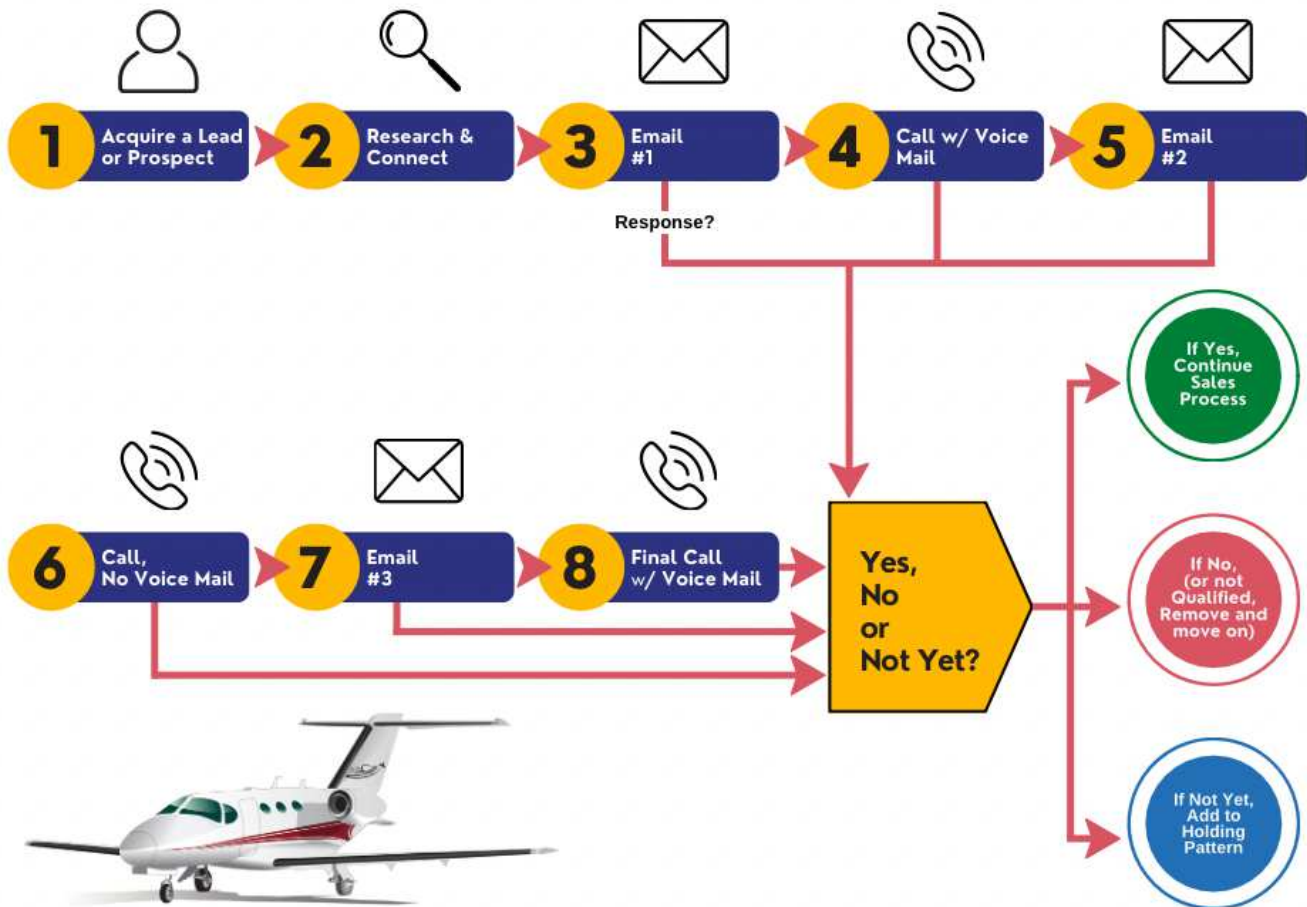 1
Acquire a Lead
or Prospect
2
Research &
Connect
3
Email
#1
4
Call w/ Voice
Mail
5
Email
#2
Response?
If Yes,
Continue
Sales
Process
6
Call,
No Voice Mail
7
Email
#3
8
Final Call
w/ Voice Mail
Yes,
No
or
Not Yet?
If No,
(or not
Qualified,
Remove and
move on)
If Not Yet,
Add to
Holding
Pattern